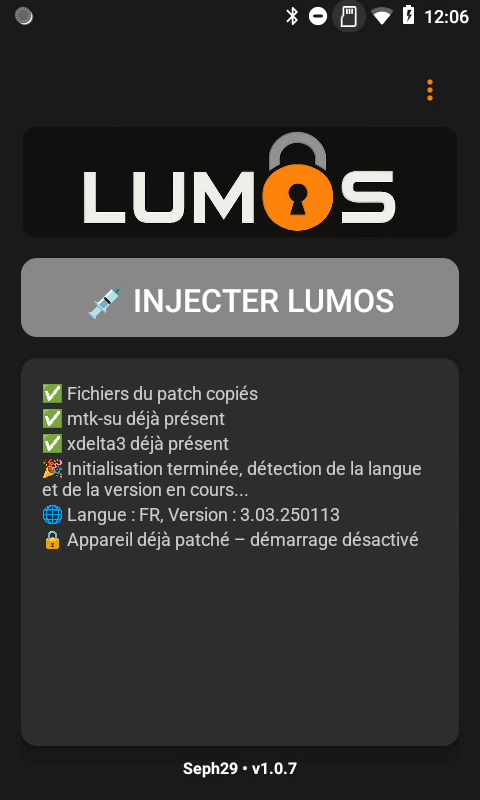 12:06
LUMOS
💉 INJECTER LUMOS
✅ Fichiers du patch copiés
✅ mtk-su déjà présent
✅ xdelta3 déjà présent
🎉 Initialisation terminée, détection de la langue
et de la version en cours...
🌐 Langue : FR, Version : 3.03.250113
🔒 Appareil déjà patché – démarrage désactivé
Seph29 • v1.0.7